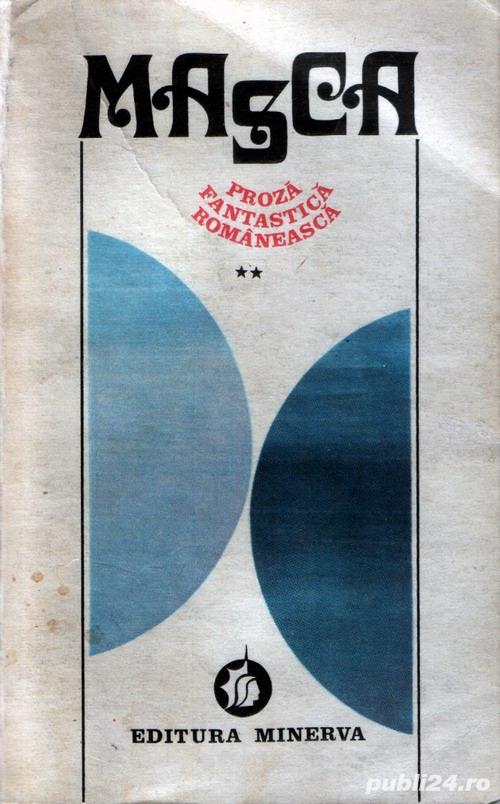 MAsCA
PROZĂ
FANTASTICĂ
ROMÂNEASCĂ
★★
EDITURA MINERVA
publi24.ro